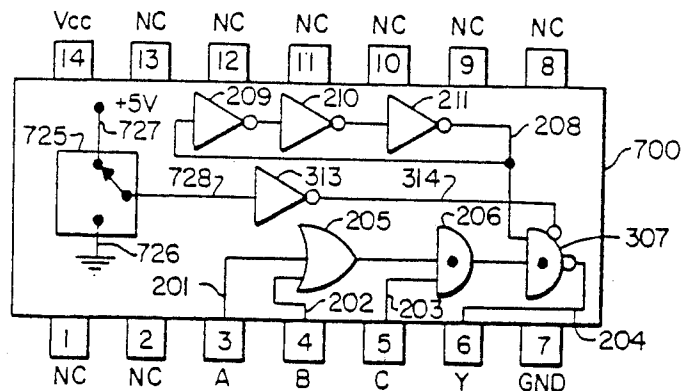 Vcc NC NC NC NC NC NC
14 13 12 11 10 9 8
+5V
209 210 211
725 727
208
700
728 313 314
205 206
307
726
201
202 203
204
1 2 3 4 5 6 7
NC NC A B C Y GND